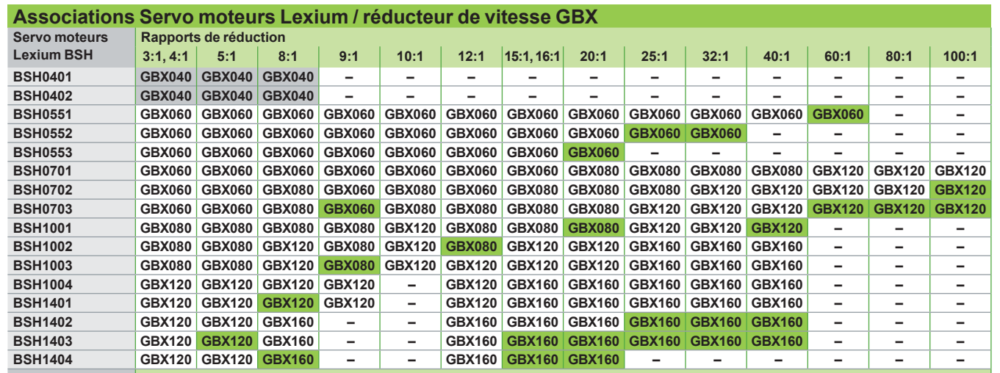 Associations Servo moteurs Lexium / réducteur de vitesse GBX
Servo moteurs Rapports de réduction
Lexium BSH 3:1, 4:1 5:1 8:1 9:1 10:1 12:1 15:1, 16:1 20:1 25:1 32:1 40:1 60:1 80:1 100:1
BSH0401 GBX040 GBX040 GBX040 – – – – – – – – – – –
BSH0402 GBX040 GBX040 GBX040 – – – – – – – – – – –
BSH0551 GBX060 GBX060 GBX060 GBX060 GBX060 GBX060 GBX060 GBX060 GBX060 GBX060 GBX060 GBX060 – –
BSH0552 GBX060 GBX060 GBX060 GBX060 GBX060 GBX060 GBX060 GBX060 GBX060 GBX060 – – – –
BSH0553 GBX060 GBX060 GBX060 GBX060 GBX060 GBX060 GBX060 GBX060 – – – – – –
BSH0701 GBX060 GBX060 GBX060 GBX060 GBX060 GBX060 GBX060 GBX080 GBX080 GBX080 GBX080 GBX120 GBX120 GBX120
BSH0702 GBX060 GBX060 GBX080 GBX060 GBX080 GBX060 GBX080 GBX080 GBX080 GBX120 GBX120 GBX120 GBX120 GBX120
BSH0703 GBX060 GBX060 GBX080 GBX060 GBX080 GBX080 GBX080 GBX080 GBX120 GBX120 GBX120 GBX120 GBX120 GBX120
BSH1001 GBX080 GBX080 GBX080 GBX080 GBX120 GBX080 GBX080 GBX080 GBX120 GBX120 GBX120 – – –
BSH1002 GBX080 GBX080 GBX120 GBX080 GBX120 GBX080 GBX120 GBX120 GBX160 GBX160 GBX160 – – –
BSH1003 GBX080 GBX080 GBX120 GBX080 GBX120 GBX120 GBX120 GBX120 GBX160 GBX160 GBX160 – – –
BSH1004 GBX120 GBX120 GBX120 GBX120 – GBX120 GBX160 GBX160 GBX160 GBX160 GBX160 – – –
BSH1401 GBX120 GBX120 GBX120 GBX120 – GBX120 GBX160 GBX160 GBX160 GBX160 GBX160 – – –
BSH1402 GBX120 GBX120 GBX160 – – GBX160 GBX160 GBX160 GBX160 GBX160 GBX160 – – –
BSH1403 GBX120 GBX120 GBX160 – – GBX160 GBX160 GBX160 GBX160 GBX160 GBX160 – – –
BSH1404 GBX120 GBX120 GBX160 – – GBX160 GBX160 GBX160 – – – – – –